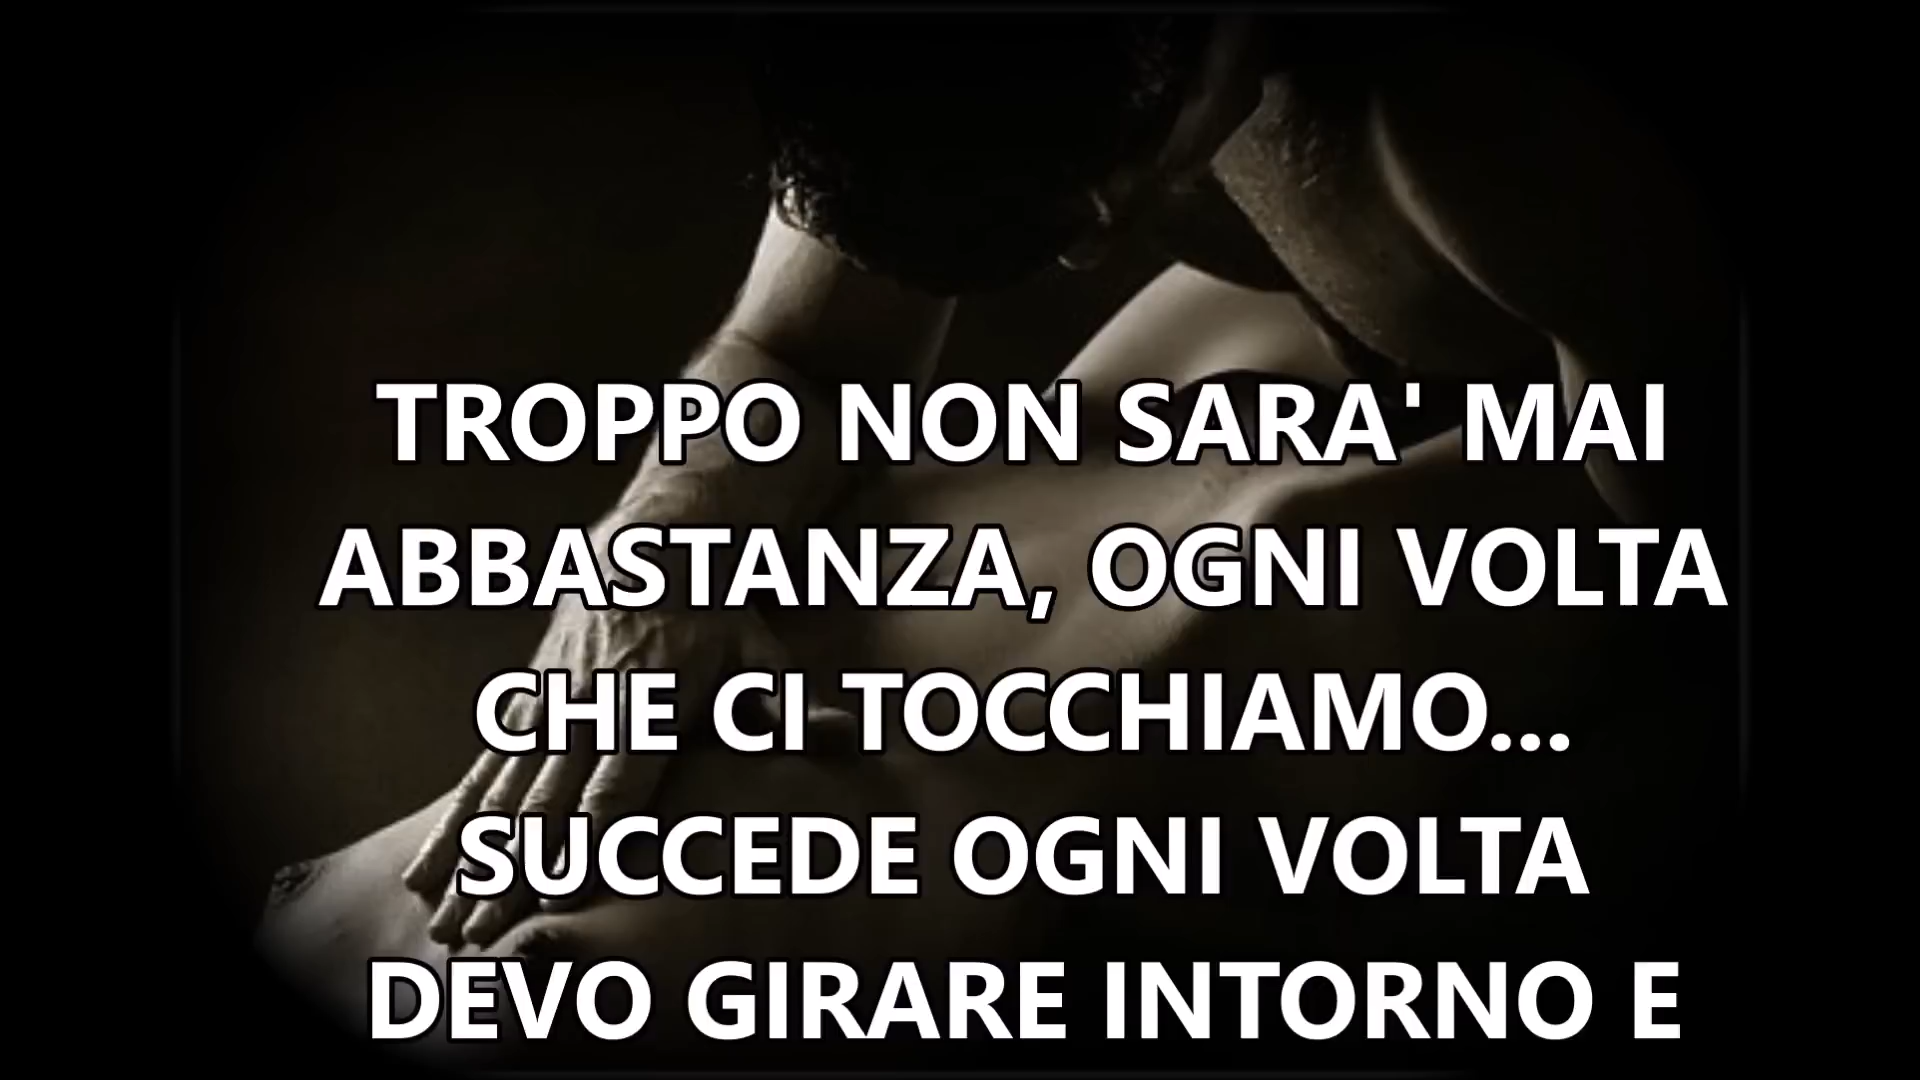 TROPPO NON SARA' MAI
ABBASTANZA, OGNI VOLTA
CHE CI TOCCHIAMO...
SUCCEDE OGNI VOLTA
DEVO GIRARE INTORNO E